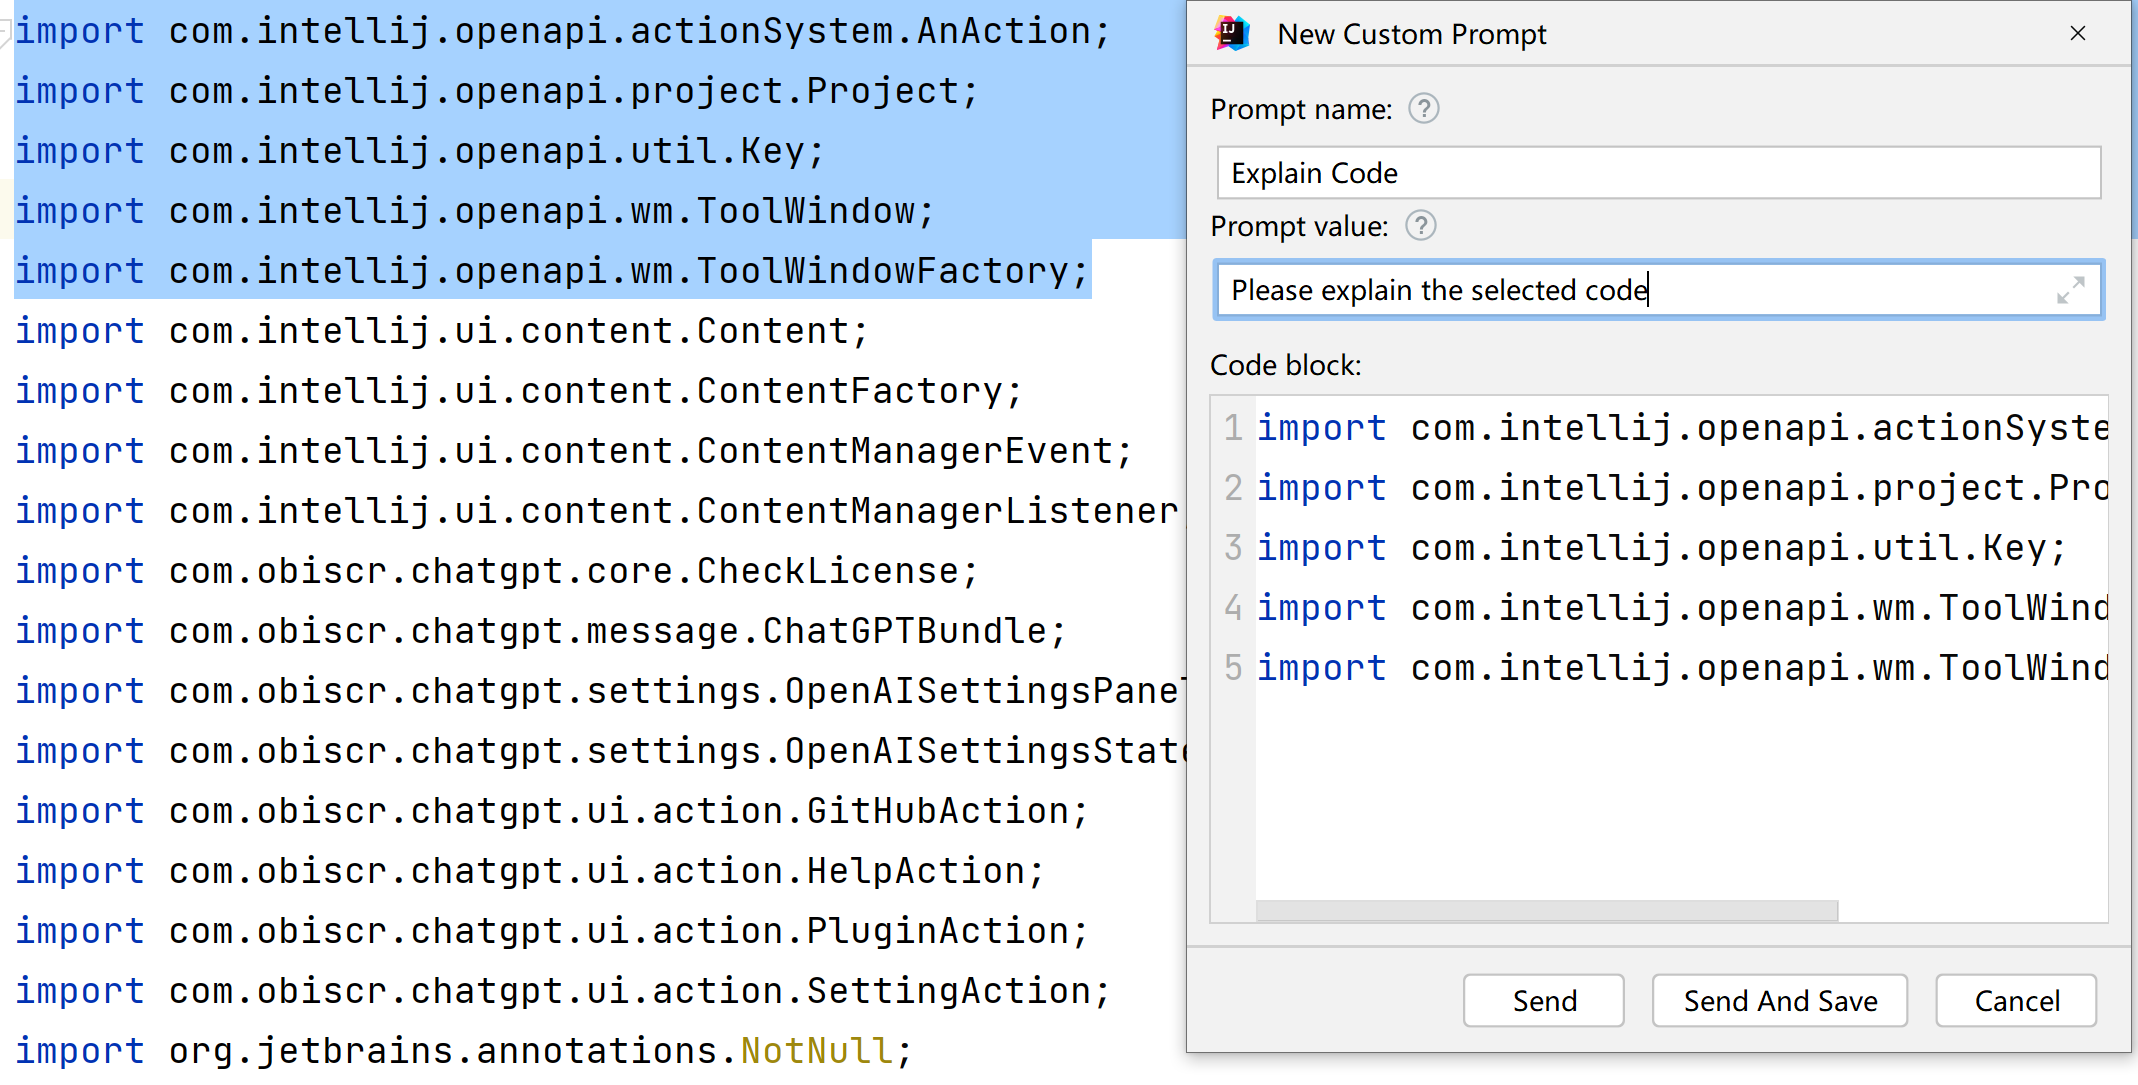 import com.intellij.openapi.actionSystem.AnAction;
import com.intellij.openapi.project.Project;
import com.intellij.openapi.util.Key;
import com.intellij.openapi.wm.ToolWindow;
import com.intellij.openapi.wm.ToolWindowFactory;
import com.intellij.ui.content.Content;
import com.intellij.ui.content.ContentFactory;
import com.intellij.ui.content.ContentManagerEvent;
import com.intellij.ui.content.ContentManagerListener
import com.obiscr.chatgpt.core.CheckLicense;
import com.obiscr.chatgpt.message.ChatGPTBundle;
import com.obiscr.chatgpt.settings.OpenAISettingsPanel
import com.obiscr.chatgpt.settings.OpenAISettingsState
import com.obiscr.chatgpt.ui.action.GitHubAction;
import com.obiscr.chatgpt.ui.action.HelpAction;
import com.obiscr.chatgpt.ui.action.PluginAction;
import com.obiscr.chatgpt.ui.action.SettingAction;
import org.jetbrains.annotations.NotNull;
IJ New Custom Prompt ×
Prompt name: ?
Explain Code
Prompt value: ?
Please explain the selected code
Code block:
1 import com.intellij.openapi.actionSyste
2 import com.intellij.openapi.project.Pro
3 import com.intellij.openapi.util.Key;
4 import com.intellij.openapi.wm.ToolWind
5 import com.intellij.openapi.wm.ToolWind
Send Send And Save Cancel